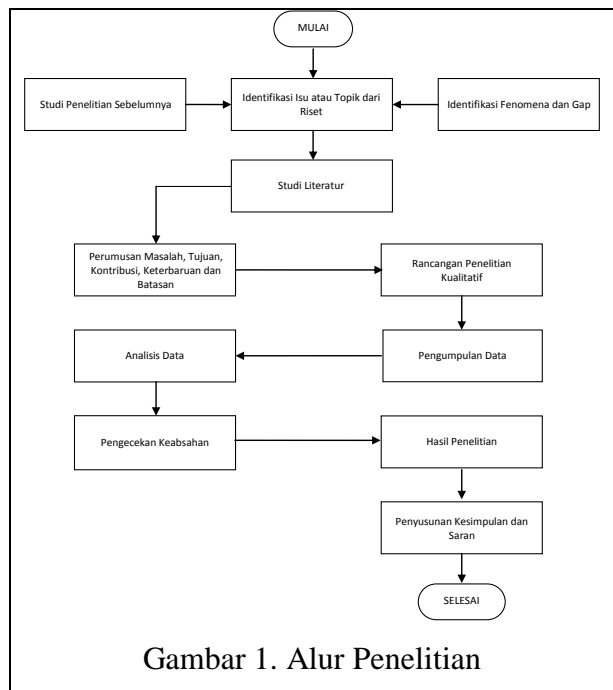 MULAI
Studi Penelitian Sebelumnya
Identifikasi Isu atau Topik dari
Riset
Identifikasi Fenomena dan Gap
Studi Literatur
Perumusan Masalah, Tujuan,
Kontribusi, Keterbaruan dan
Batasan
Rancangan Penelitian
Kualitatif
Analisis Data
Pengumpulan Data
Pengecekan Keabsahan
Hasil Penelitian
Penyusunan Kesimpulan dan
Saran
SELESAI
Gambar 1. Alur Penelitian